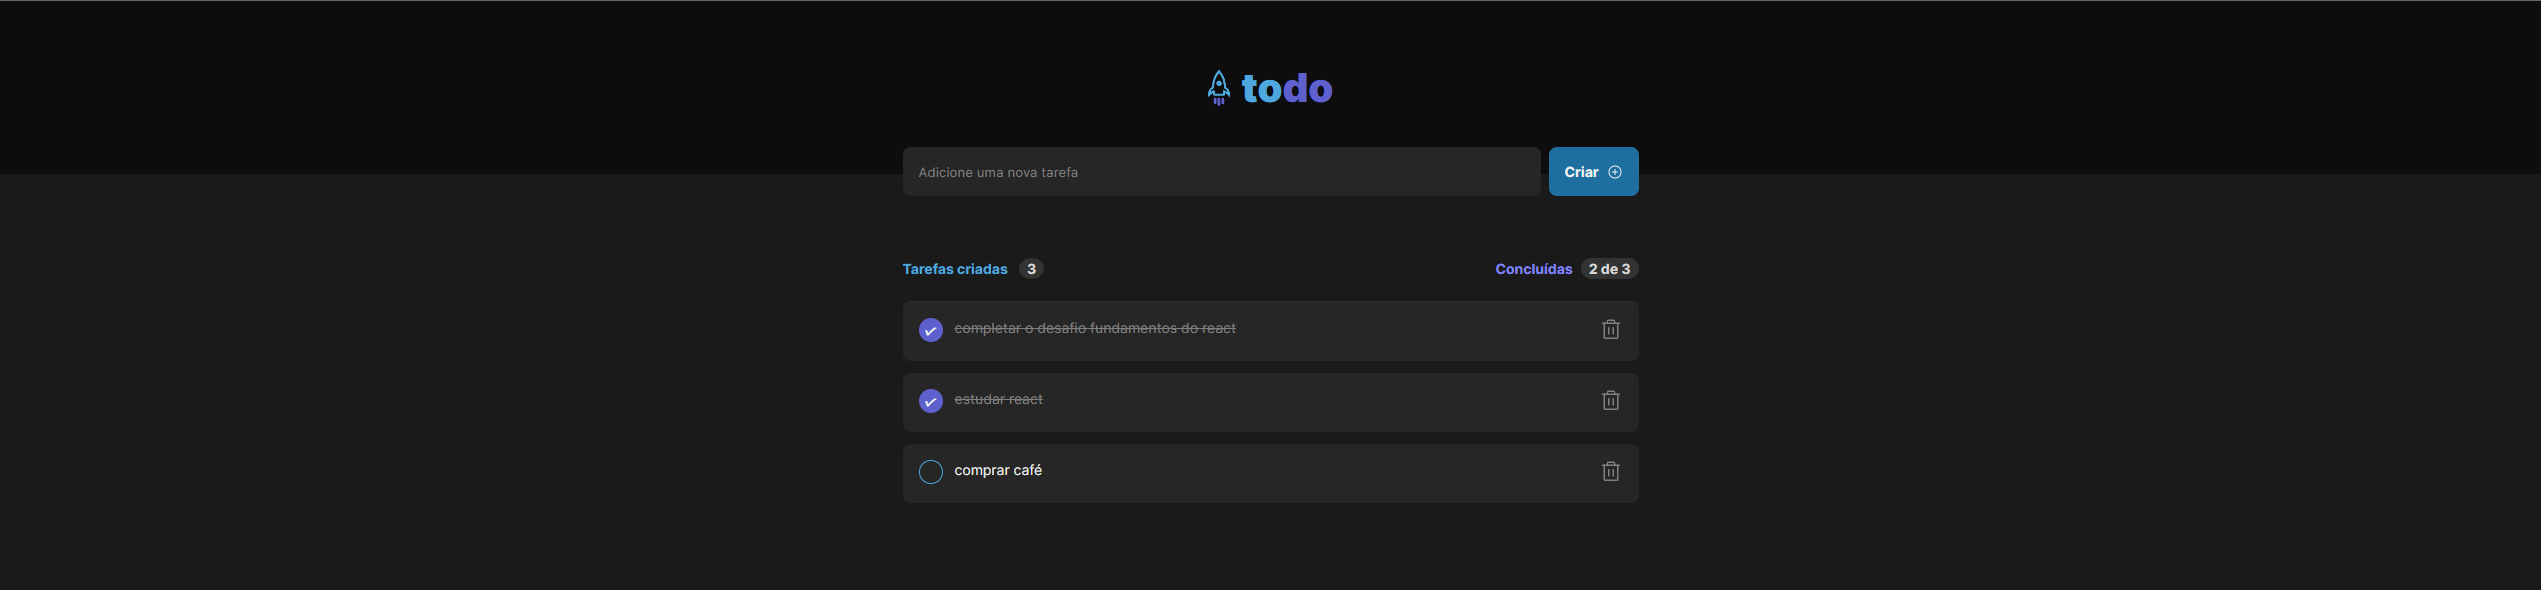 todo
Adicione uma nova tarefa
Criar
Tarefas criadas 3
Concluídas 2 de 3
completar o desafio fundamentos do react
estudar react
comprar café